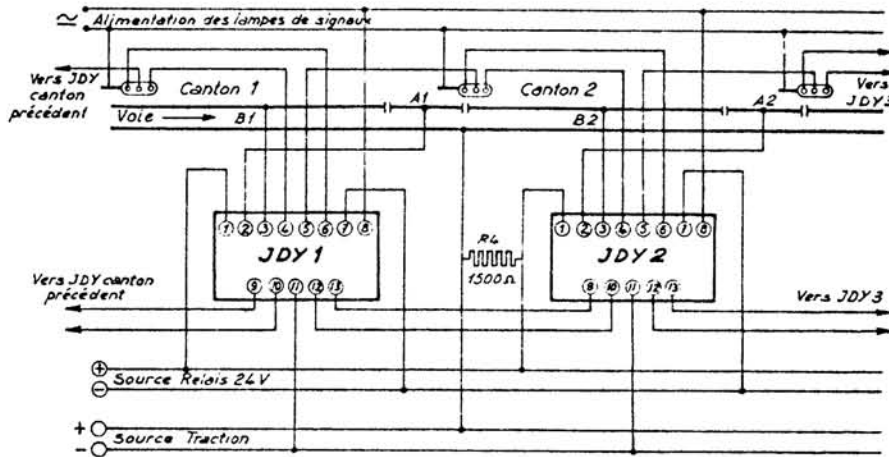 ≃ Alimentation des lampes de signaux
Vers JDY
canton
précédent
Canton 1
Canton 2
Vers
JDY3
Voie → B1
A1
B2
A2
1 2 3 4 5 6 7 8
JDY 1
9 10 11 12 13
R4
1500 Ω
1 2 3 4 5 6 7 8
JDY 2
8 10 11 12 13
Vers JDY canton
précédent
Vers JDY3
+
− Source Relais 24 V
+
− Source Traction